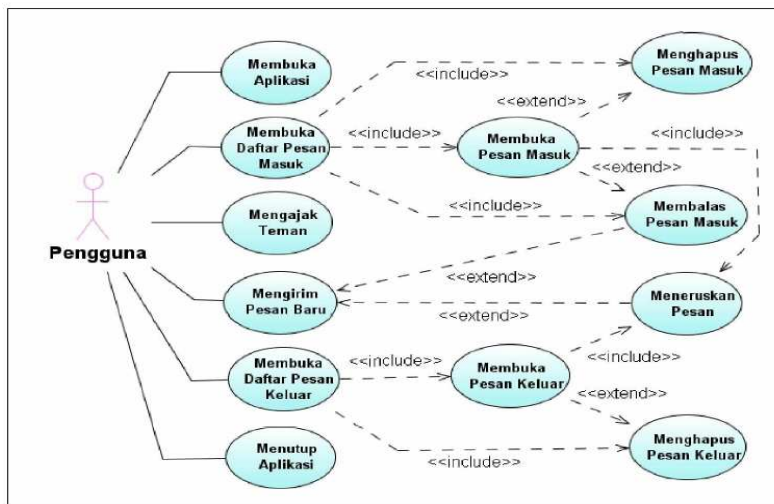 Membuka
Aplikasi
Menghapus
Pesan Masuk
<<include>>
<<extend>>
Membuka
Daftar Pesan
Masuk
<<include>>
Membuka
Pesan Masuk
<<include>>
<<extend>>
<<include>>
Membalas
Pesan Masuk
Mengajak
Teman
Pengguna
<<extend>>
Mengirim
Pesan Baru
Meneruskan
Pesan
<<extend>>
Membuka
Daftar Pesan
Keluar
<<include>>
Membuka
Pesan Keluar
<<include>>
<<extend>>
Menutup
Aplikasi
<<include>>
Menghapus
Pesan Keluar